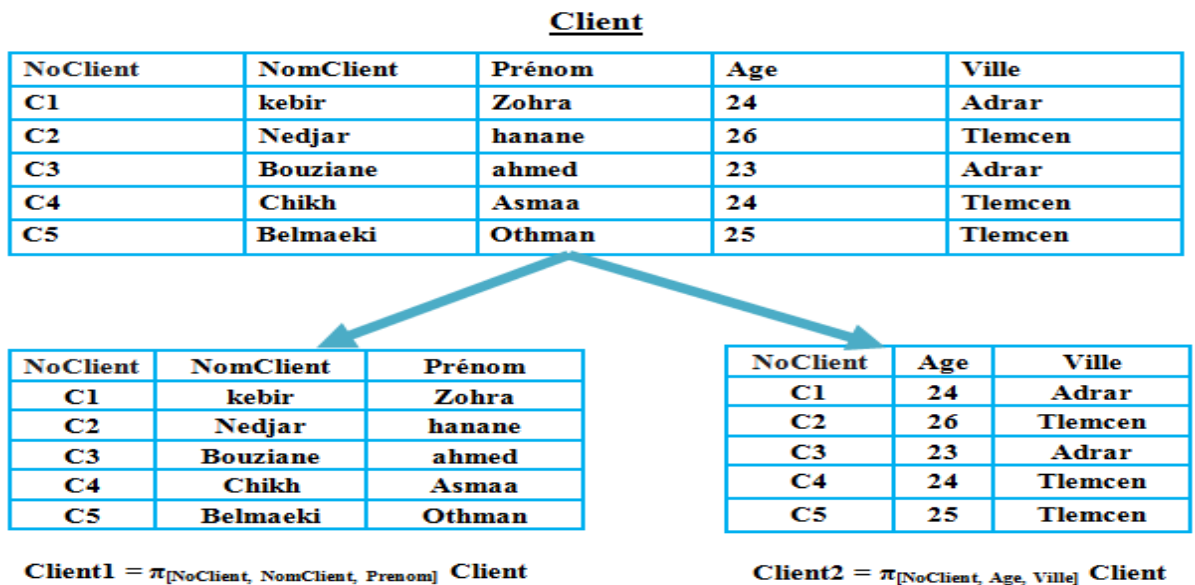 Client
NoClient NomClient Prénom Age Ville
C1 kebir Zohra 24 Adrar
C2 Nedjar hanane 26 Tlemcen
C3 Bouziane ahmed 23 Adrar
C4 Chikh Asmaa 24 Tlemcen
C5 Belmaeki Othman 25 Tlemcen
NoClient NomClient Prénom
C1 kebir Zohra
C2 Nedjar hanane
C3 Bouziane ahmed
C4 Chikh Asmaa
C5 Belmaeki Othman
Client1 = π[NoClient, NomClient, Prenom] Client
NoClient Age Ville
C1 24 Adrar
C2 26 Tlemcen
C3 23 Adrar
C4 24 Tlemcen
C5 25 Tlemcen
Client2 = π[NoClient, Age, Ville] Client